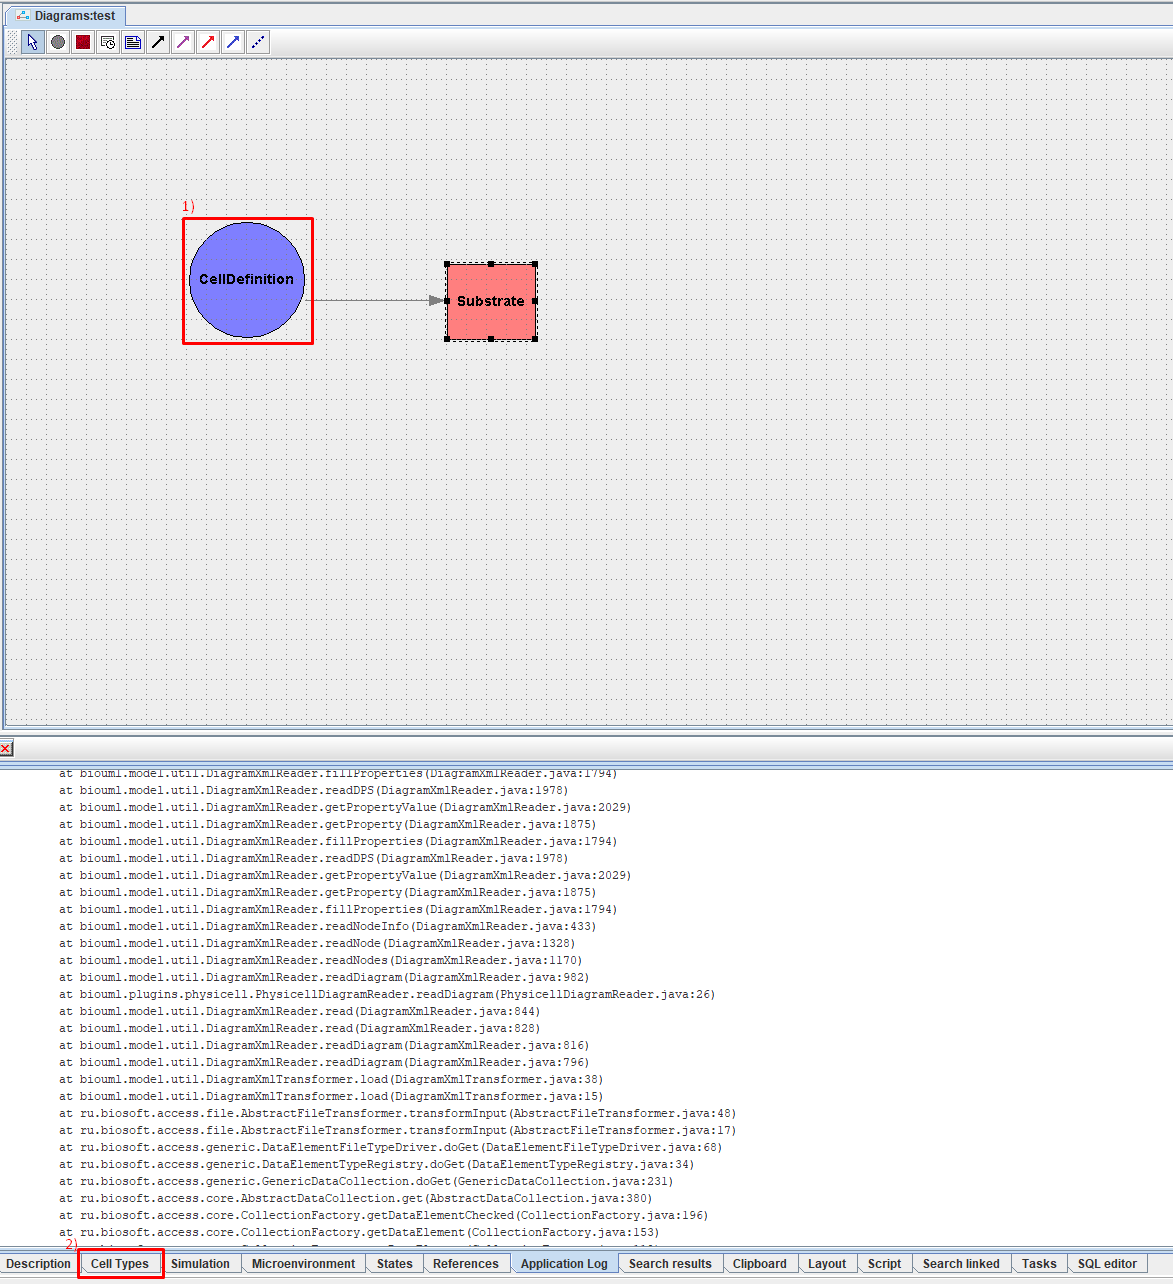 Diagrams:test
1)
CellDefinition
Substrate
at biouml.model.util.DiagramXmlReader.fillProperties(DiagramXmlReader.java:1794)
at biouml.model.util.DiagramXmlReader.readDPS(DiagramXmlReader.java:1978)
at biouml.model.util.DiagramXmlReader.getPropertyValue(DiagramXmlReader.java:2029)
at biouml.model.util.DiagramXmlReader.getProperty(DiagramXmlReader.java:1875)
at biouml.model.util.DiagramXmlReader.fillProperties(DiagramXmlReader.java:1794)
at biouml.model.util.DiagramXmlReader.readDPS(DiagramXmlReader.java:1978)
at biouml.model.util.DiagramXmlReader.getPropertyValue(DiagramXmlReader.java:2029)
at biouml.model.util.DiagramXmlReader.getProperty(DiagramXmlReader.java:1875)
at biouml.model.util.DiagramXmlReader.fillProperties(DiagramXmlReader.java:1794)
at biouml.model.util.DiagramXmlReader.readNodeInfo(DiagramXmlReader.java:433)
at biouml.model.util.DiagramXmlReader.readNode(DiagramXmlReader.java:1328)
at biouml.model.util.DiagramXmlReader.readNodes(DiagramXmlReader.java:1170)
at biouml.model.util.DiagramXmlReader.readDiagram(DiagramXmlReader.java:982)
at biouml.plugins.physicell.PhysicellDiagramReader.readDiagram(PhysicellDiagramReader.java:26)
at biouml.model.util.DiagramXmlReader.read(DiagramXmlReader.java:844)
at biouml.model.util.DiagramXmlReader.read(DiagramXmlReader.java:828)
at biouml.model.util.DiagramXmlReader.readDiagram(DiagramXmlReader.java:816)
at biouml.model.util.DiagramXmlReader.readDiagram(DiagramXmlReader.java:796)
at biouml.model.util.DiagramXmlTransformer.load(DiagramXmlTransformer.java:38)
at biouml.model.util.DiagramXmlTransformer.load(DiagramXmlTransformer.java:15)
at ru.biosoft.access.file.AbstractFileTransformer.transformInput(AbstractFileTransformer.java:48)
at ru.biosoft.access.file.AbstractFileTransformer.transformInput(AbstractFileTransformer.java:17)
at ru.biosoft.access.generic.DataElementFileTypeDriver.doGet(DataElementFileTypeDriver.java:68)
at ru.biosoft.access.generic.DataElementTypeRegistry.doGet(DataElementTypeRegistry.java:34)
at ru.biosoft.access.generic.GenericDataCollection.doGet(GenericDataCollection.java:231)
at ru.biosoft.access.core.AbstractDataCollection.get(AbstractDataCollection.java:380)
at ru.biosoft.access.core.CollectionFactory.getDataElementChecked(CollectionFactory.java:196)
at ru.biosoft.access.core.CollectionFactory.getDataElement(CollectionFactory.java:153)
2)
Description Cell Types Simulation Microenvironment States References Application Log Search results Clipboard Layout Script Search linked Tasks SQL editor